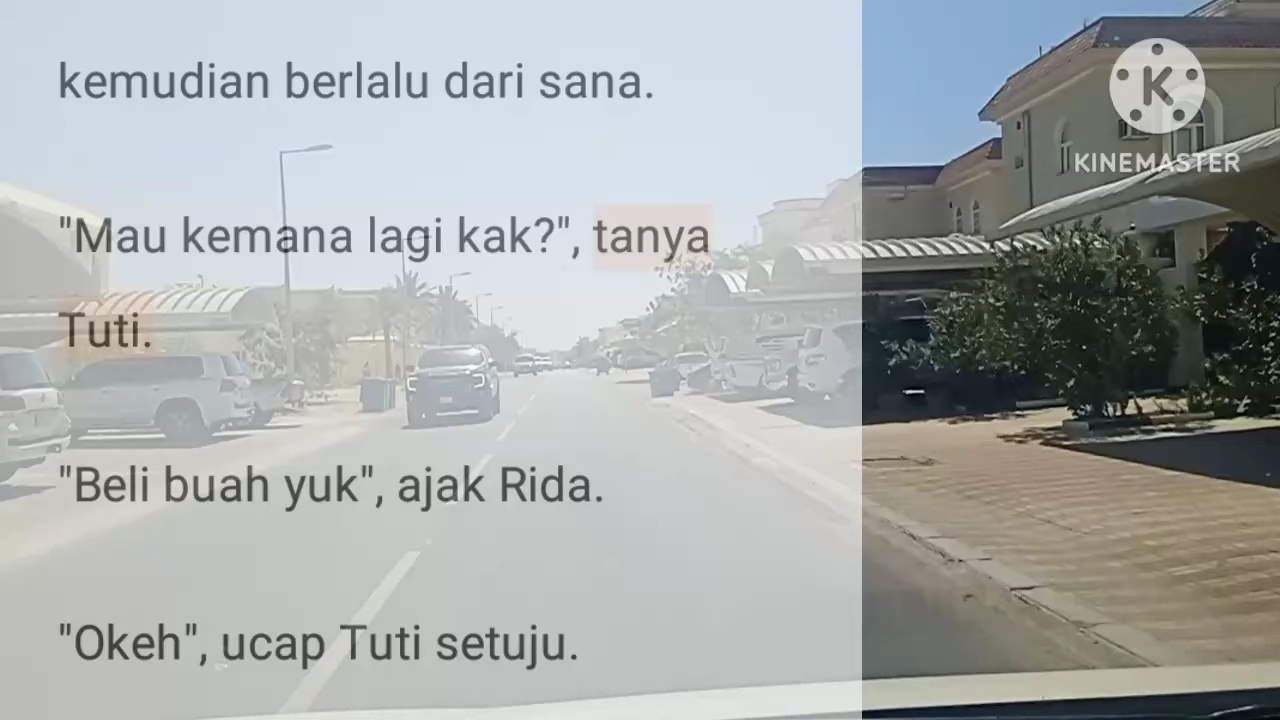 kemudian berlalu dari sana.
"Mau kemana lagi kak?", tanya
Tuti.
"Beli buah yuk", ajak Rida.
"Okeh", ucap Tuti setuju.
K
KINEMASTER